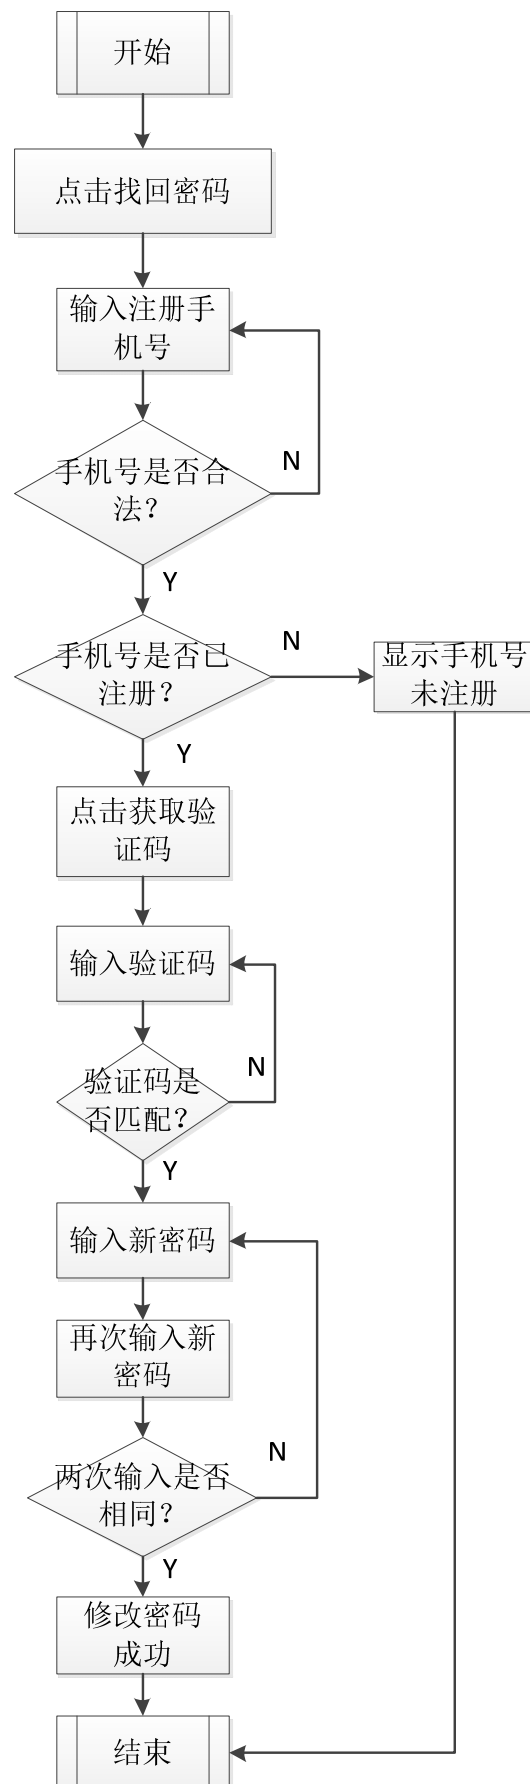 开始
点击找回密码
输入注册手
机号
手机号是否合
法？
N
Y
手机号是否已
注册？
N
显示手机号
未注册
Y
点击获取验
证码
输入验证码
N
验证码是
否匹配？
Y
输入新密码
再次输入新
密码
N
两次输入是否
相同？
Y
修改密码
成功
结束